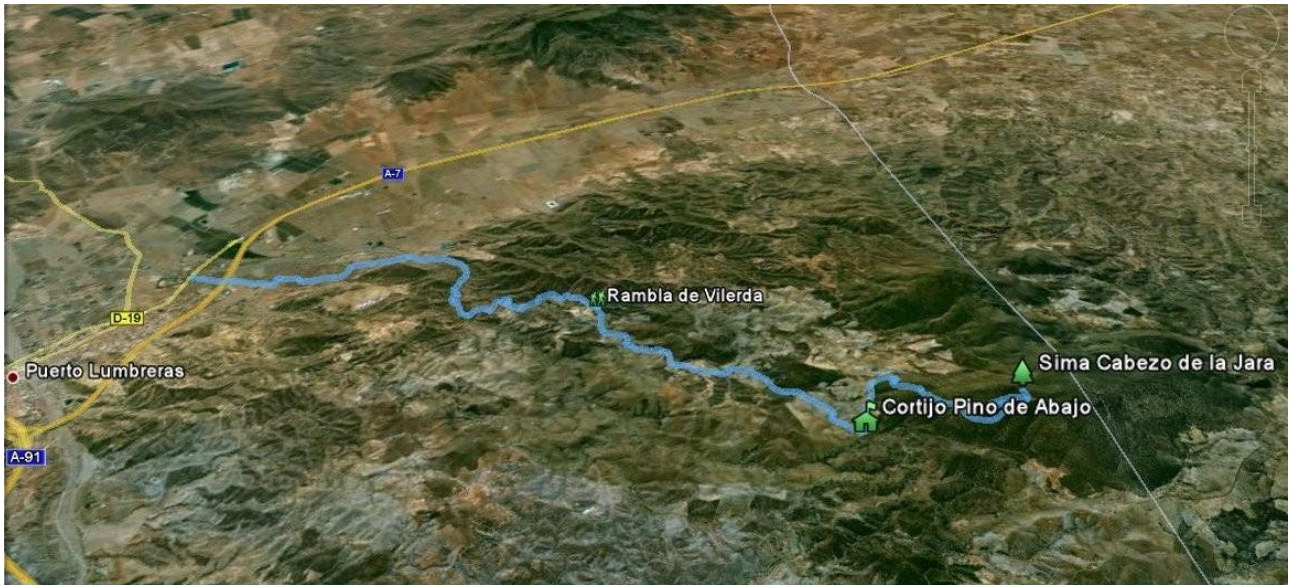 A-7
Rambla de Vilerda
D-19
Sima Cabezo de la Jara
Puerto Lumbreras
Cortijo Pino de Abajo
A-91